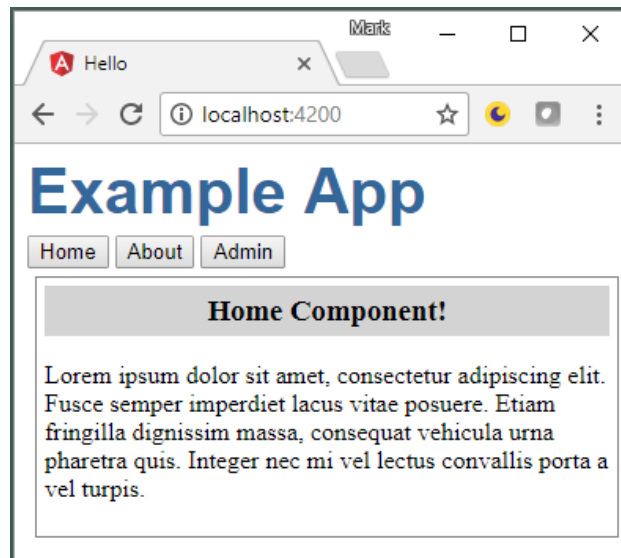 Mark
Hello
localhost:4200
Example App
Home About Admin
Home Component!
Lorem ipsum dolor sit amet, consectetur adipiscing elit.
Fusce semper imperdiet lacus vitae posuere. Etiam
fringilla dignissim massa, consequat vehicula urna
pharetra quis. Integer nec mi vel lectus convallis porta a
vel turpis.